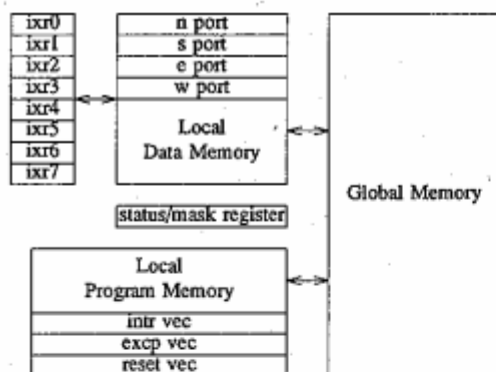 ixr0
ixr1
ixr2
ixr3
ixr4
ixr5
ixr6
ixr7
n port
s port
e port
w port
Local
Data Memory
status/mask register
Local
Program Memory
intr vec
excp vec
reset vec
Global Memory